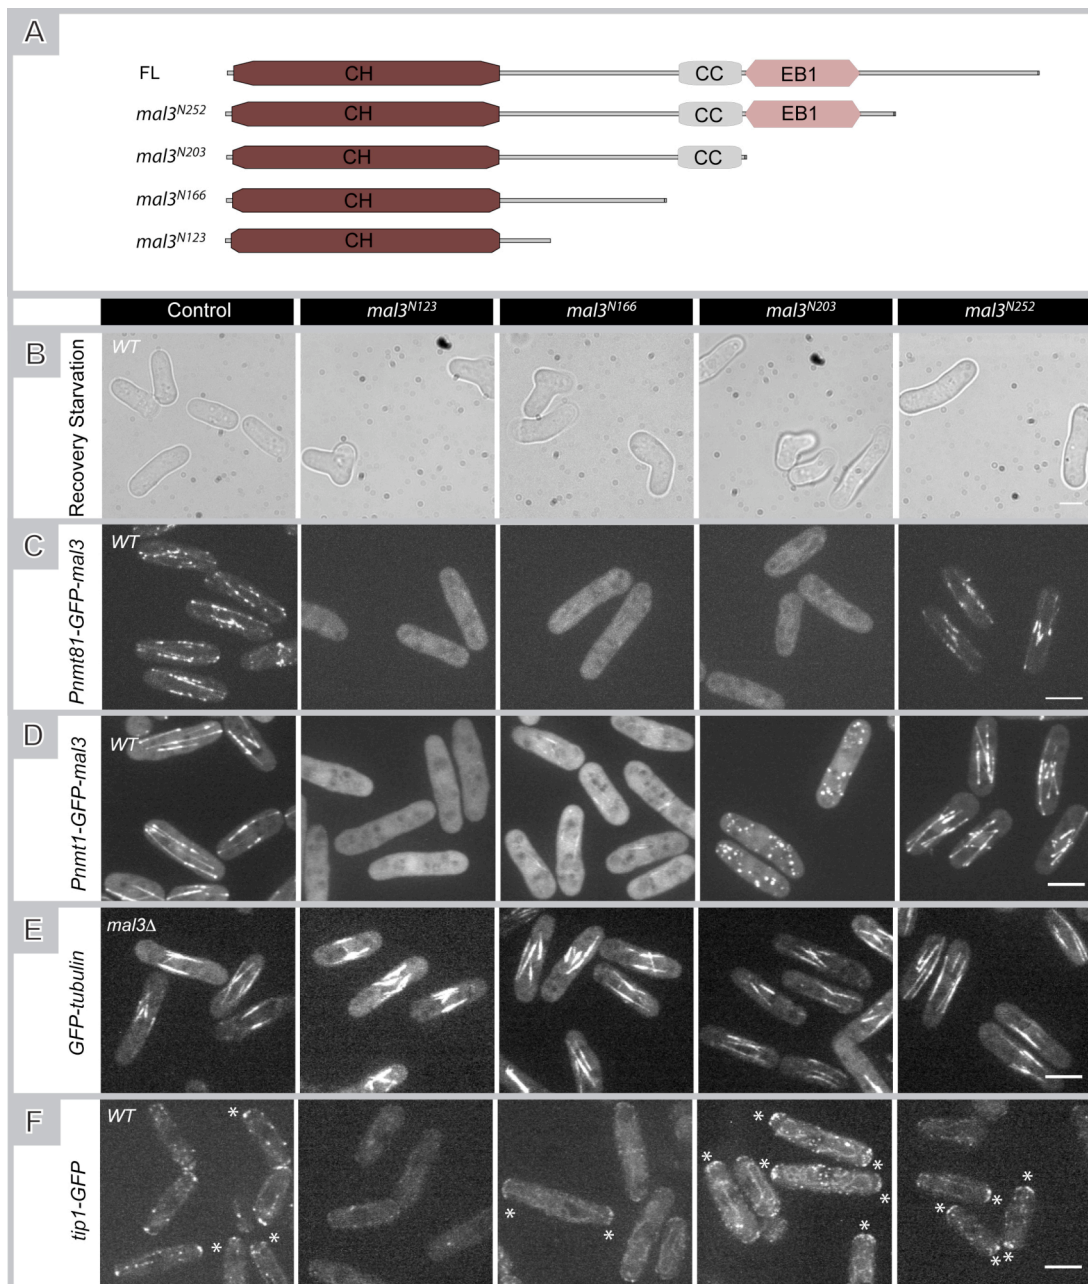 A
FL CH CC EB1
mal3N252 CH CC EB1
mal3N203 CH CC
mal3N166 CH
mal3N123 CH
Control mal3N123 mal3N166 mal3N203 mal3N252
B Recovery Starvation WT
C Pnmt81-GFP-mal3 WT
D Pnmt1-GFP-mal3 WT
E GFP-tubulin mal3Δ
F tip1-GFP WT
* * *
* *
* * * * * *
* * * * *